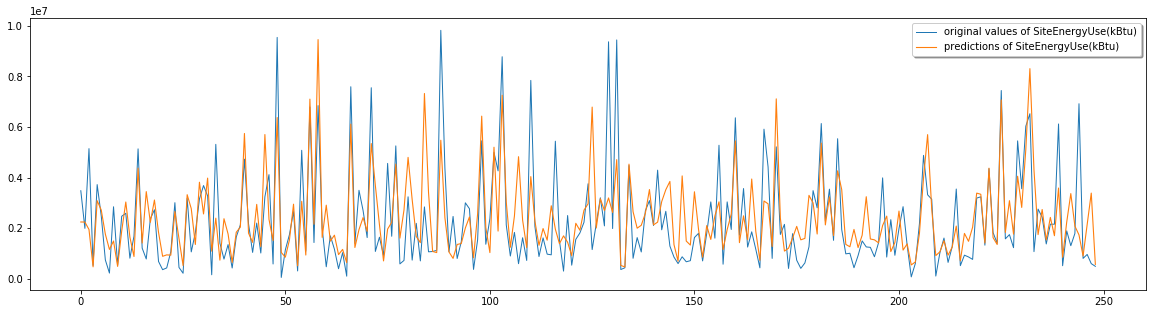 1e7
original values of SiteEnergyUse(kBtu)
predictions of SiteEnergyUse(kBtu)
1.0
0.8
0.6
0.4
0.2
0.0
0 50 100 150 200 250